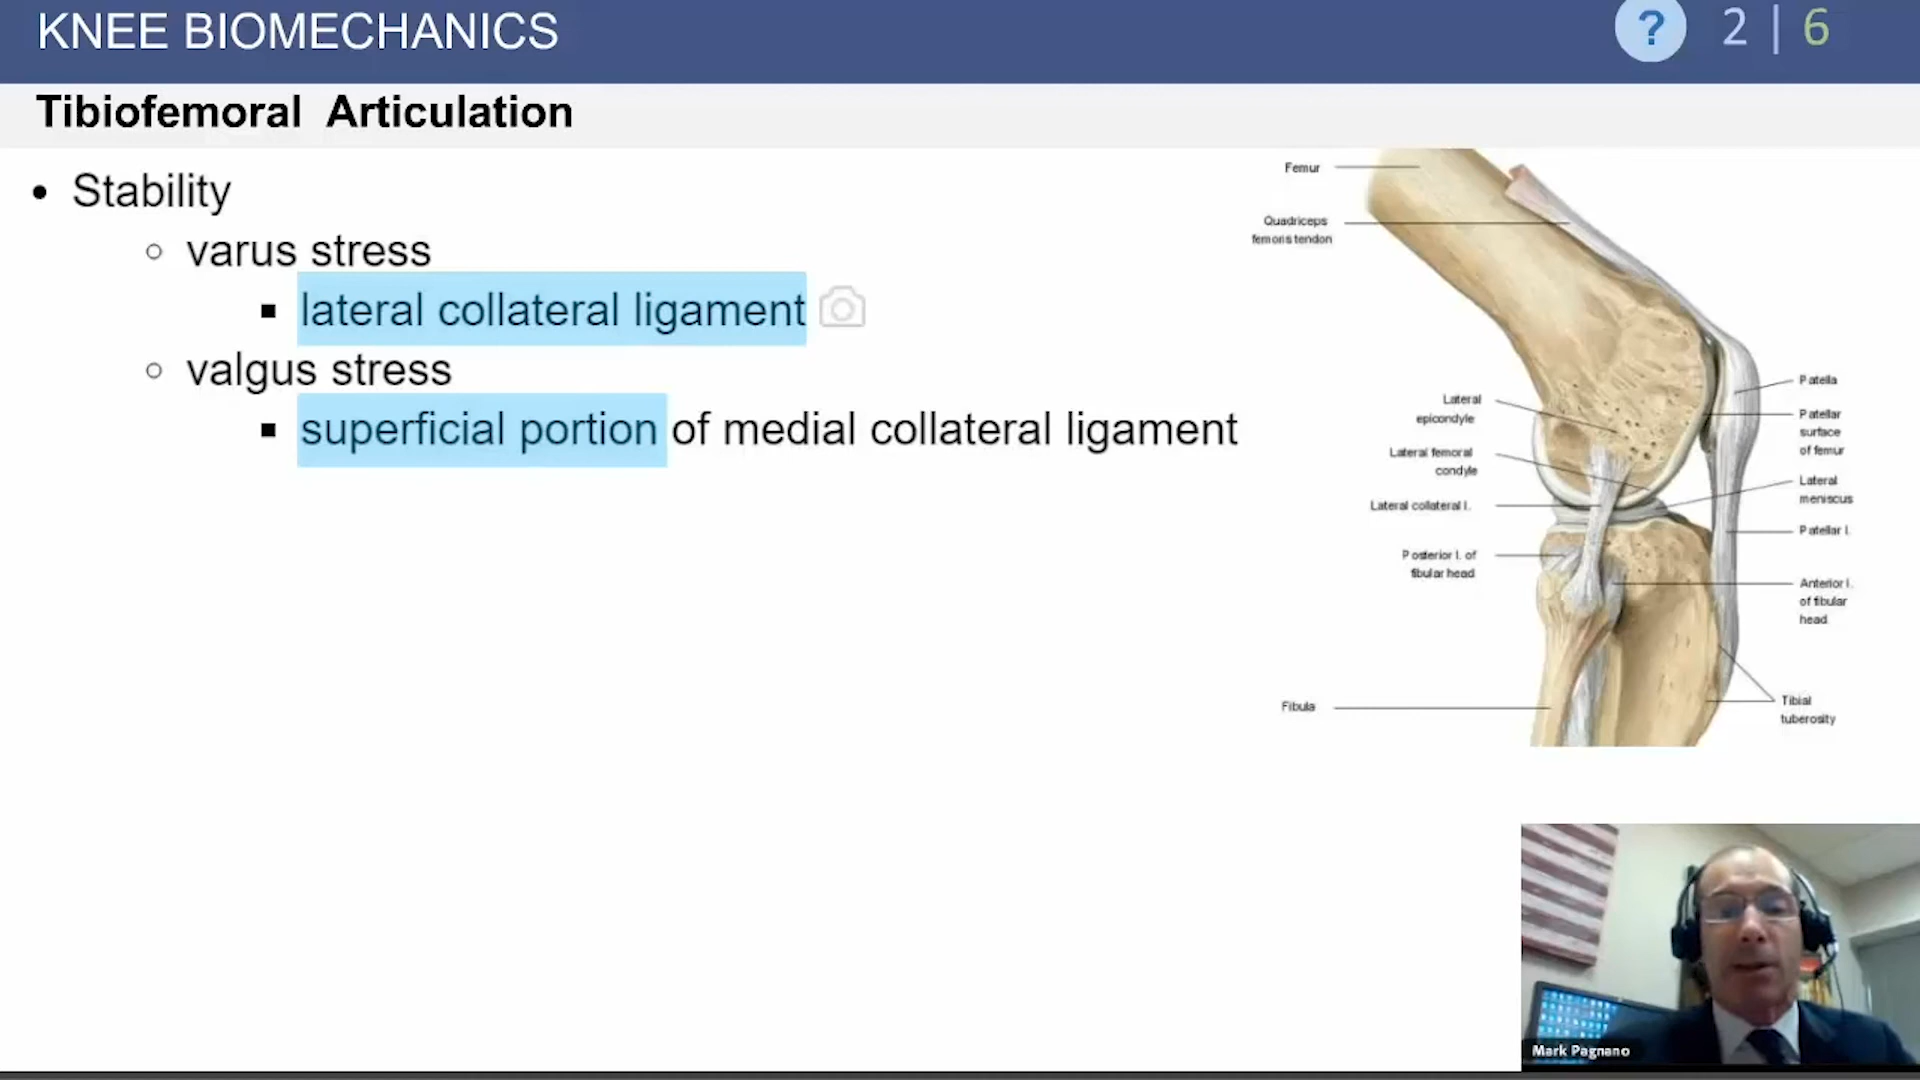 KNEE BIOMECHANICS
? 2 | 6
Tibiofemoral Articulation
• Stability
○ varus stress
▪ lateral collateral ligament
○ valgus stress
▪ superficial portion of medial collateral ligament
Femur
Quadriceps
femoris tendon
Lateral
epicondyle
Lateral femoral
condyle
Lateral collateral l.
Posterior l. of
fibular head
Fibula
Patella
Patellar
surface
of femur
Lateral
meniscus
Patellar l.
Anterior l.
of fibular
head
Tibial
tuberosity
Mark Pagnano